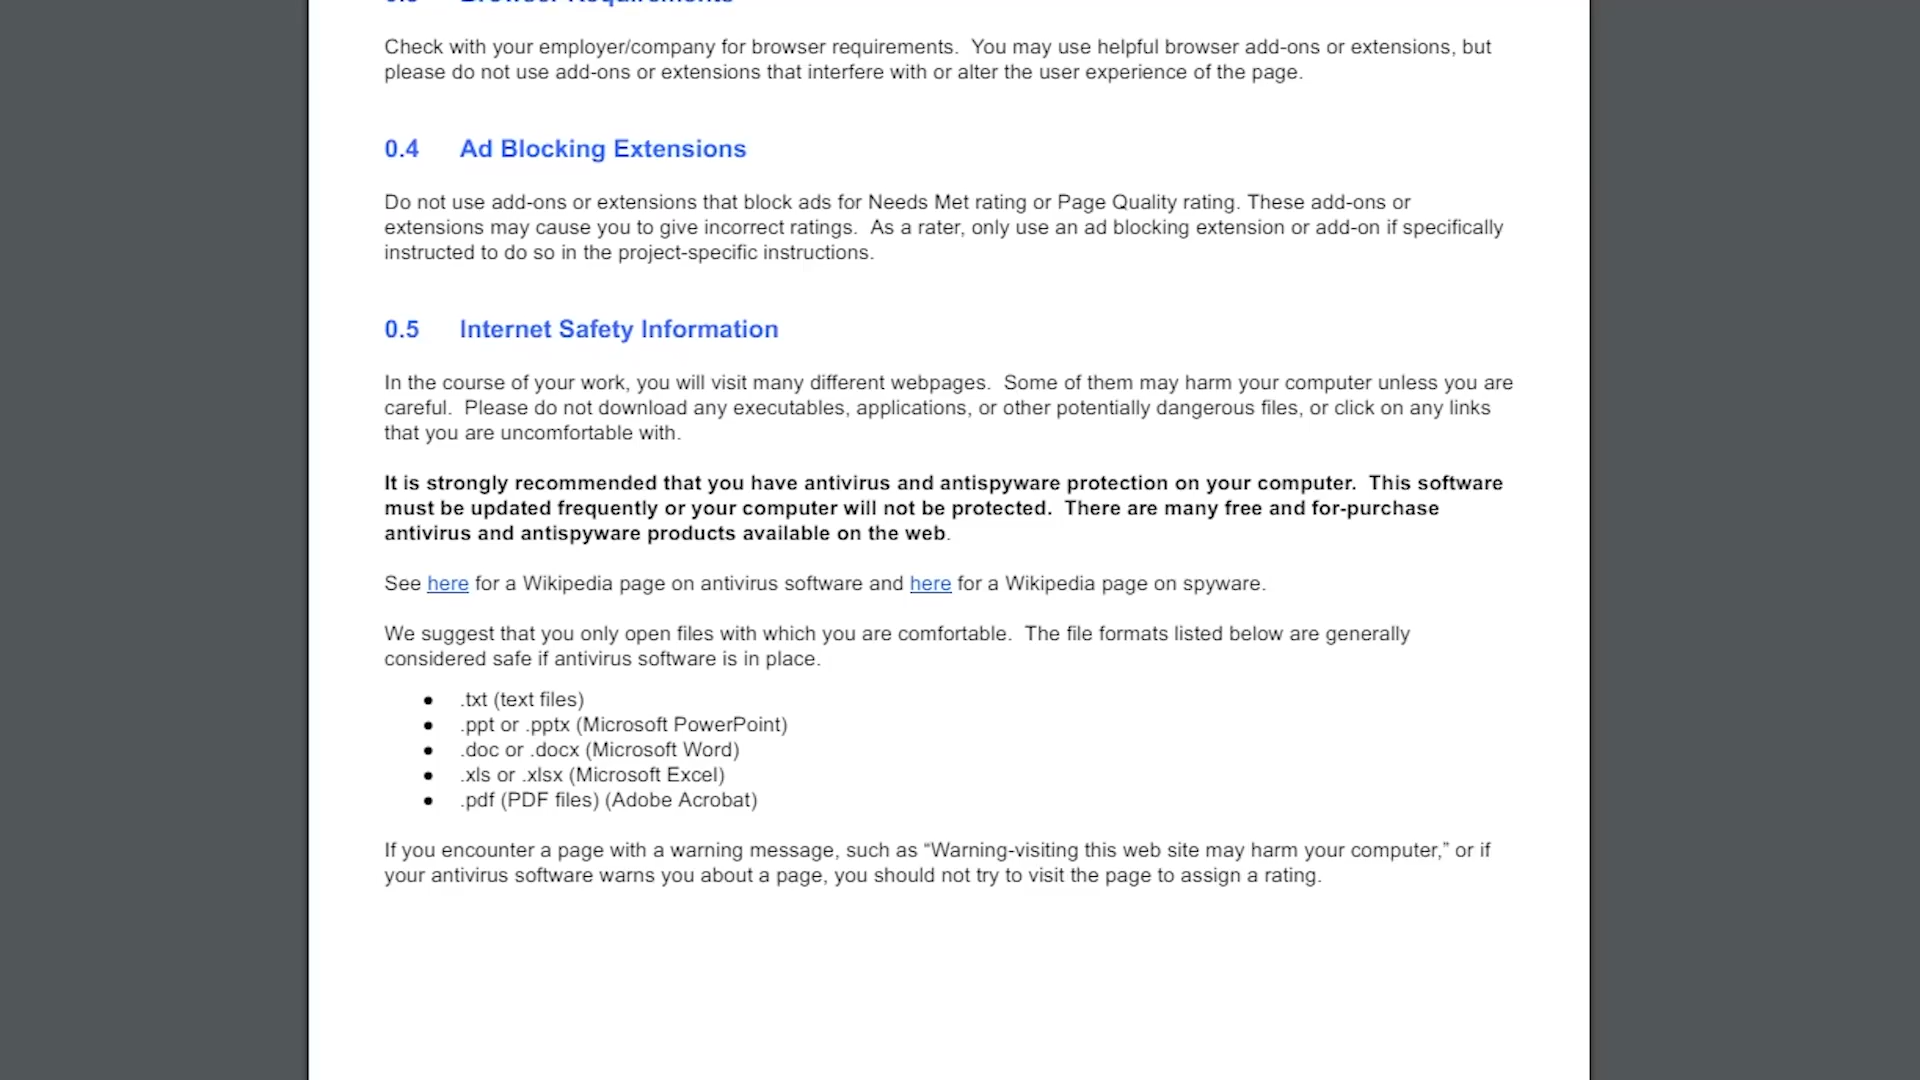 Check with your employer/company for browser requirements.  You may use helpful browser add-ons or extensions, but
please do not use add-ons or extensions that interfere with or alter the user experience of the page.
0.4 Ad Blocking Extensions
Do not use add-ons or extensions that block ads for Needs Met rating or Page Quality rating. These add-ons or
extensions may cause you to give incorrect ratings.  As a rater, only use an ad blocking extension or add-on if specifically
instructed to do so in the project-specific instructions.
0.5 Internet Safety Information
In the course of your work, you will visit many different webpages.  Some of them may harm your computer unless you are
careful.  Please do not download any executables, applications, or other potentially dangerous files, or click on any links
that you are uncomfortable with.
It is strongly recommended that you have antivirus and antispyware protection on your computer.  This software
must be updated frequently or your computer will not be protected.  There are many free and for-purchase
antivirus and antispyware products available on the web.
See here for a Wikipedia page on antivirus software and here for a Wikipedia page on spyware.
We suggest that you only open files with which you are comfortable.  The file formats listed below are generally
considered safe if antivirus software is in place.
● .txt (text files)
● .ppt or .pptx (Microsoft PowerPoint)
● .doc or .docx (Microsoft Word)
● .xls or .xlsx (Microsoft Excel)
● .pdf (PDF files) (Adobe Acrobat)
If you encounter a page with a warning message, such as “Warning-visiting this web site may harm your computer,” or if
your antivirus software warns you about a page, you should not try to visit the page to assign a rating.